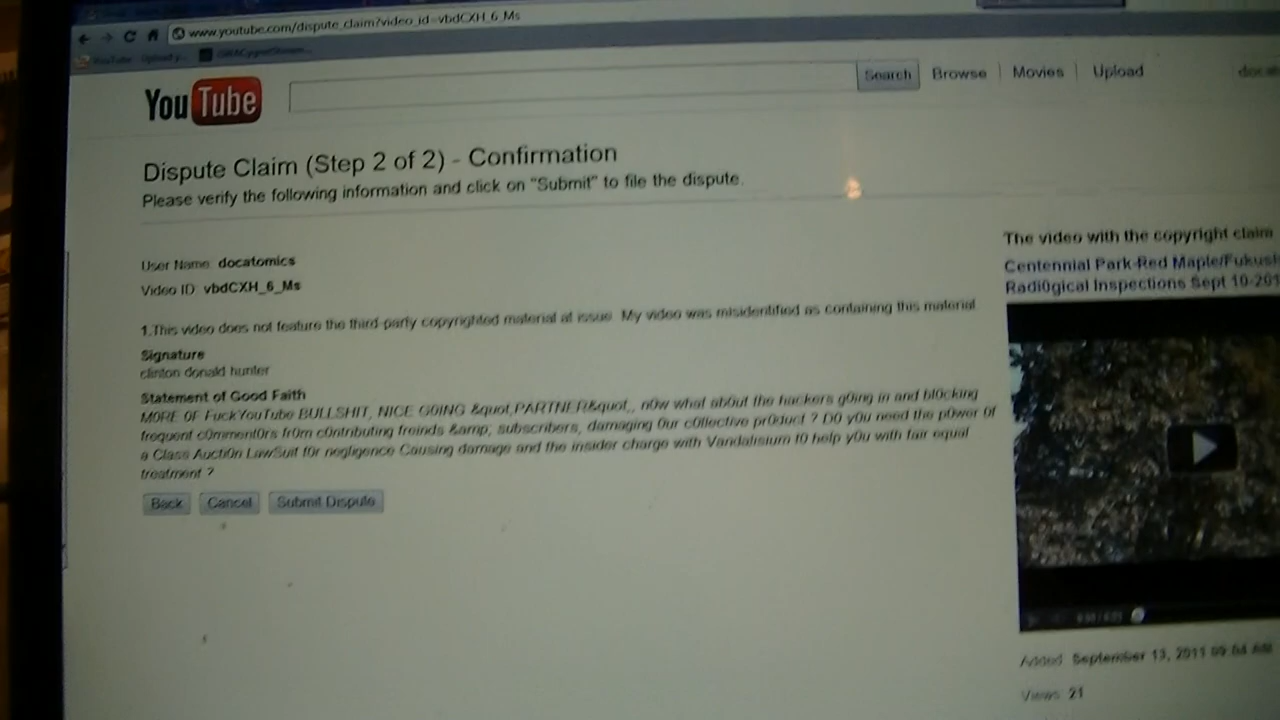 www.youtube.com/dispute_claim?video_id=vbdCXH_6_Ms
YouTube
Search
Browse
Movies
Upload
Dispute Claim (Step 2 of 2) - Confirmation
Please verify the following information and click on "Submit" to file the dispute.
User Name: docatomics
Video ID: vbdCXH_6_Ms
1.This video does not feature the third-party copyrighted material at issue. My video was misidentified as containing this material.
Signature
clinton donald hunter
Statement of Good Faith
M0RE 0F FuckYouTube BULLSHIT, NICE G0ING &quot;PARTNER&quot;, n0w what ab0ut the hackers g0ing in and bl0cking
frequent c0mment0rs fr0m c0ntributing freinds &amp; subscribers, damaging 0ur c0llective pr0duct ? D0 y0u need the p0wer 0f
a Class Aucti0n LawSuit f0r negligence Causing damage and the insider charge with Vandalisium t0 help y0u with fair equal
treatment ?
Back
Cancel
Submit Dispute
The video with the copyright claim
Centennial Park-Red Maple/Fukush
Radi0gical Inspections Sept 10-201
Added: September 13, 2011 09:04 AM
Views: 21